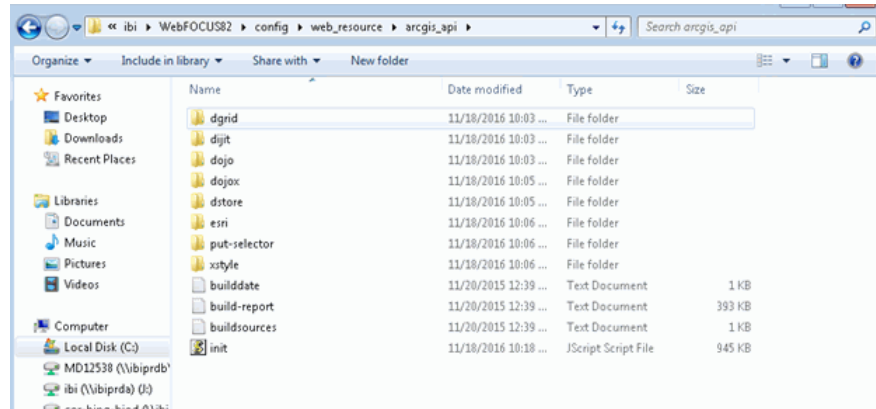 « ibi ▸ WebFOCUS82 ▸ config ▸ web_resource ▸ arcgis_api ▸ Search arcgis_api
Organize ▾ Include in library ▾ Share with ▾ New folder
Favorites
Desktop
Downloads
Recent Places
Libraries
Documents
Music
Pictures
Videos
Computer
Local Disk (C:)
MD12538 (\\ibiprdb'
ibi (\\ibiprda) (J:)
Name Date modified Type Size
dgrid 11/18/2016 10:03 ... File folder
dijit 11/18/2016 10:03 ... File folder
dojo 11/18/2016 10:03 ... File folder
dojox 11/18/2016 10:05 ... File folder
dstore 11/18/2016 10:05 ... File folder
esri 11/18/2016 10:06 ... File folder
put-selector 11/18/2016 10:06 ... File folder
xstyle 11/18/2016 10:06 ... File folder
builddate 11/20/2015 12:39 ... Text Document 1 KB
build-report 11/20/2015 12:39 ... Text Document 393 KB
buildsources 11/20/2015 12:39 ... Text Document 1 KB
init 11/18/2016 10:18 ... JScript Script File 945 KB